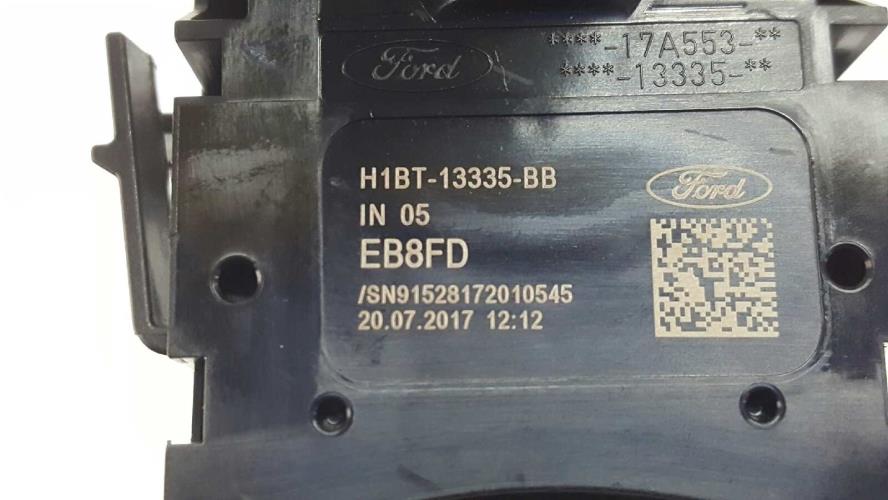 ****-17A553-**
Ford
****-13335-**
H1BT-13335-BB
Ford
IN 05
EB8FD
/SN91528172010545
20.07.2017 12:12